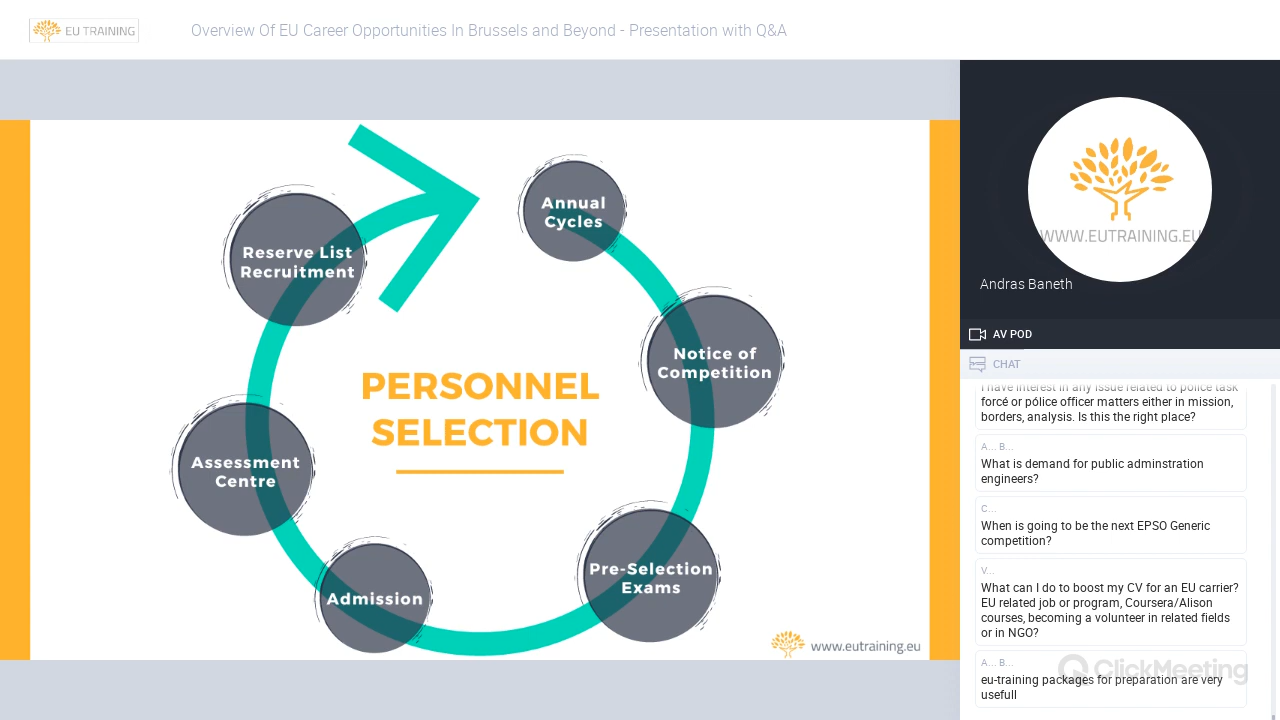 EU TRAINING
Overview Of EU Career Opportunities In Brussels and Beyond - Presentation with Q&A
Annual
Cycles
Notice of
Competition
Pre-Selection
Exams
Admission
Assessment
Centre
Reserve List
Recruitment
PERSONNEL
SELECTION
www.eutraining.eu
WWW.EUTRAINING.EU
Andras Baneth
AV POD
CHAT
I have interest in any issue related to police task
forcé or pólice officer matters either in mission,
borders, analysis. Is this the right place?
A... B...
What is demand for public adminstration
engineers?
C...
When is going to be the next EPSO Generic
competition?
V...
What can I do to boost my CV for an EU carrier?
EU related job or program, Coursera/Alison
courses, becoming a volunteer in related fields
or in NGO?
A... B...
eu-training packages for preparation are very
usefull
ClickMeeting